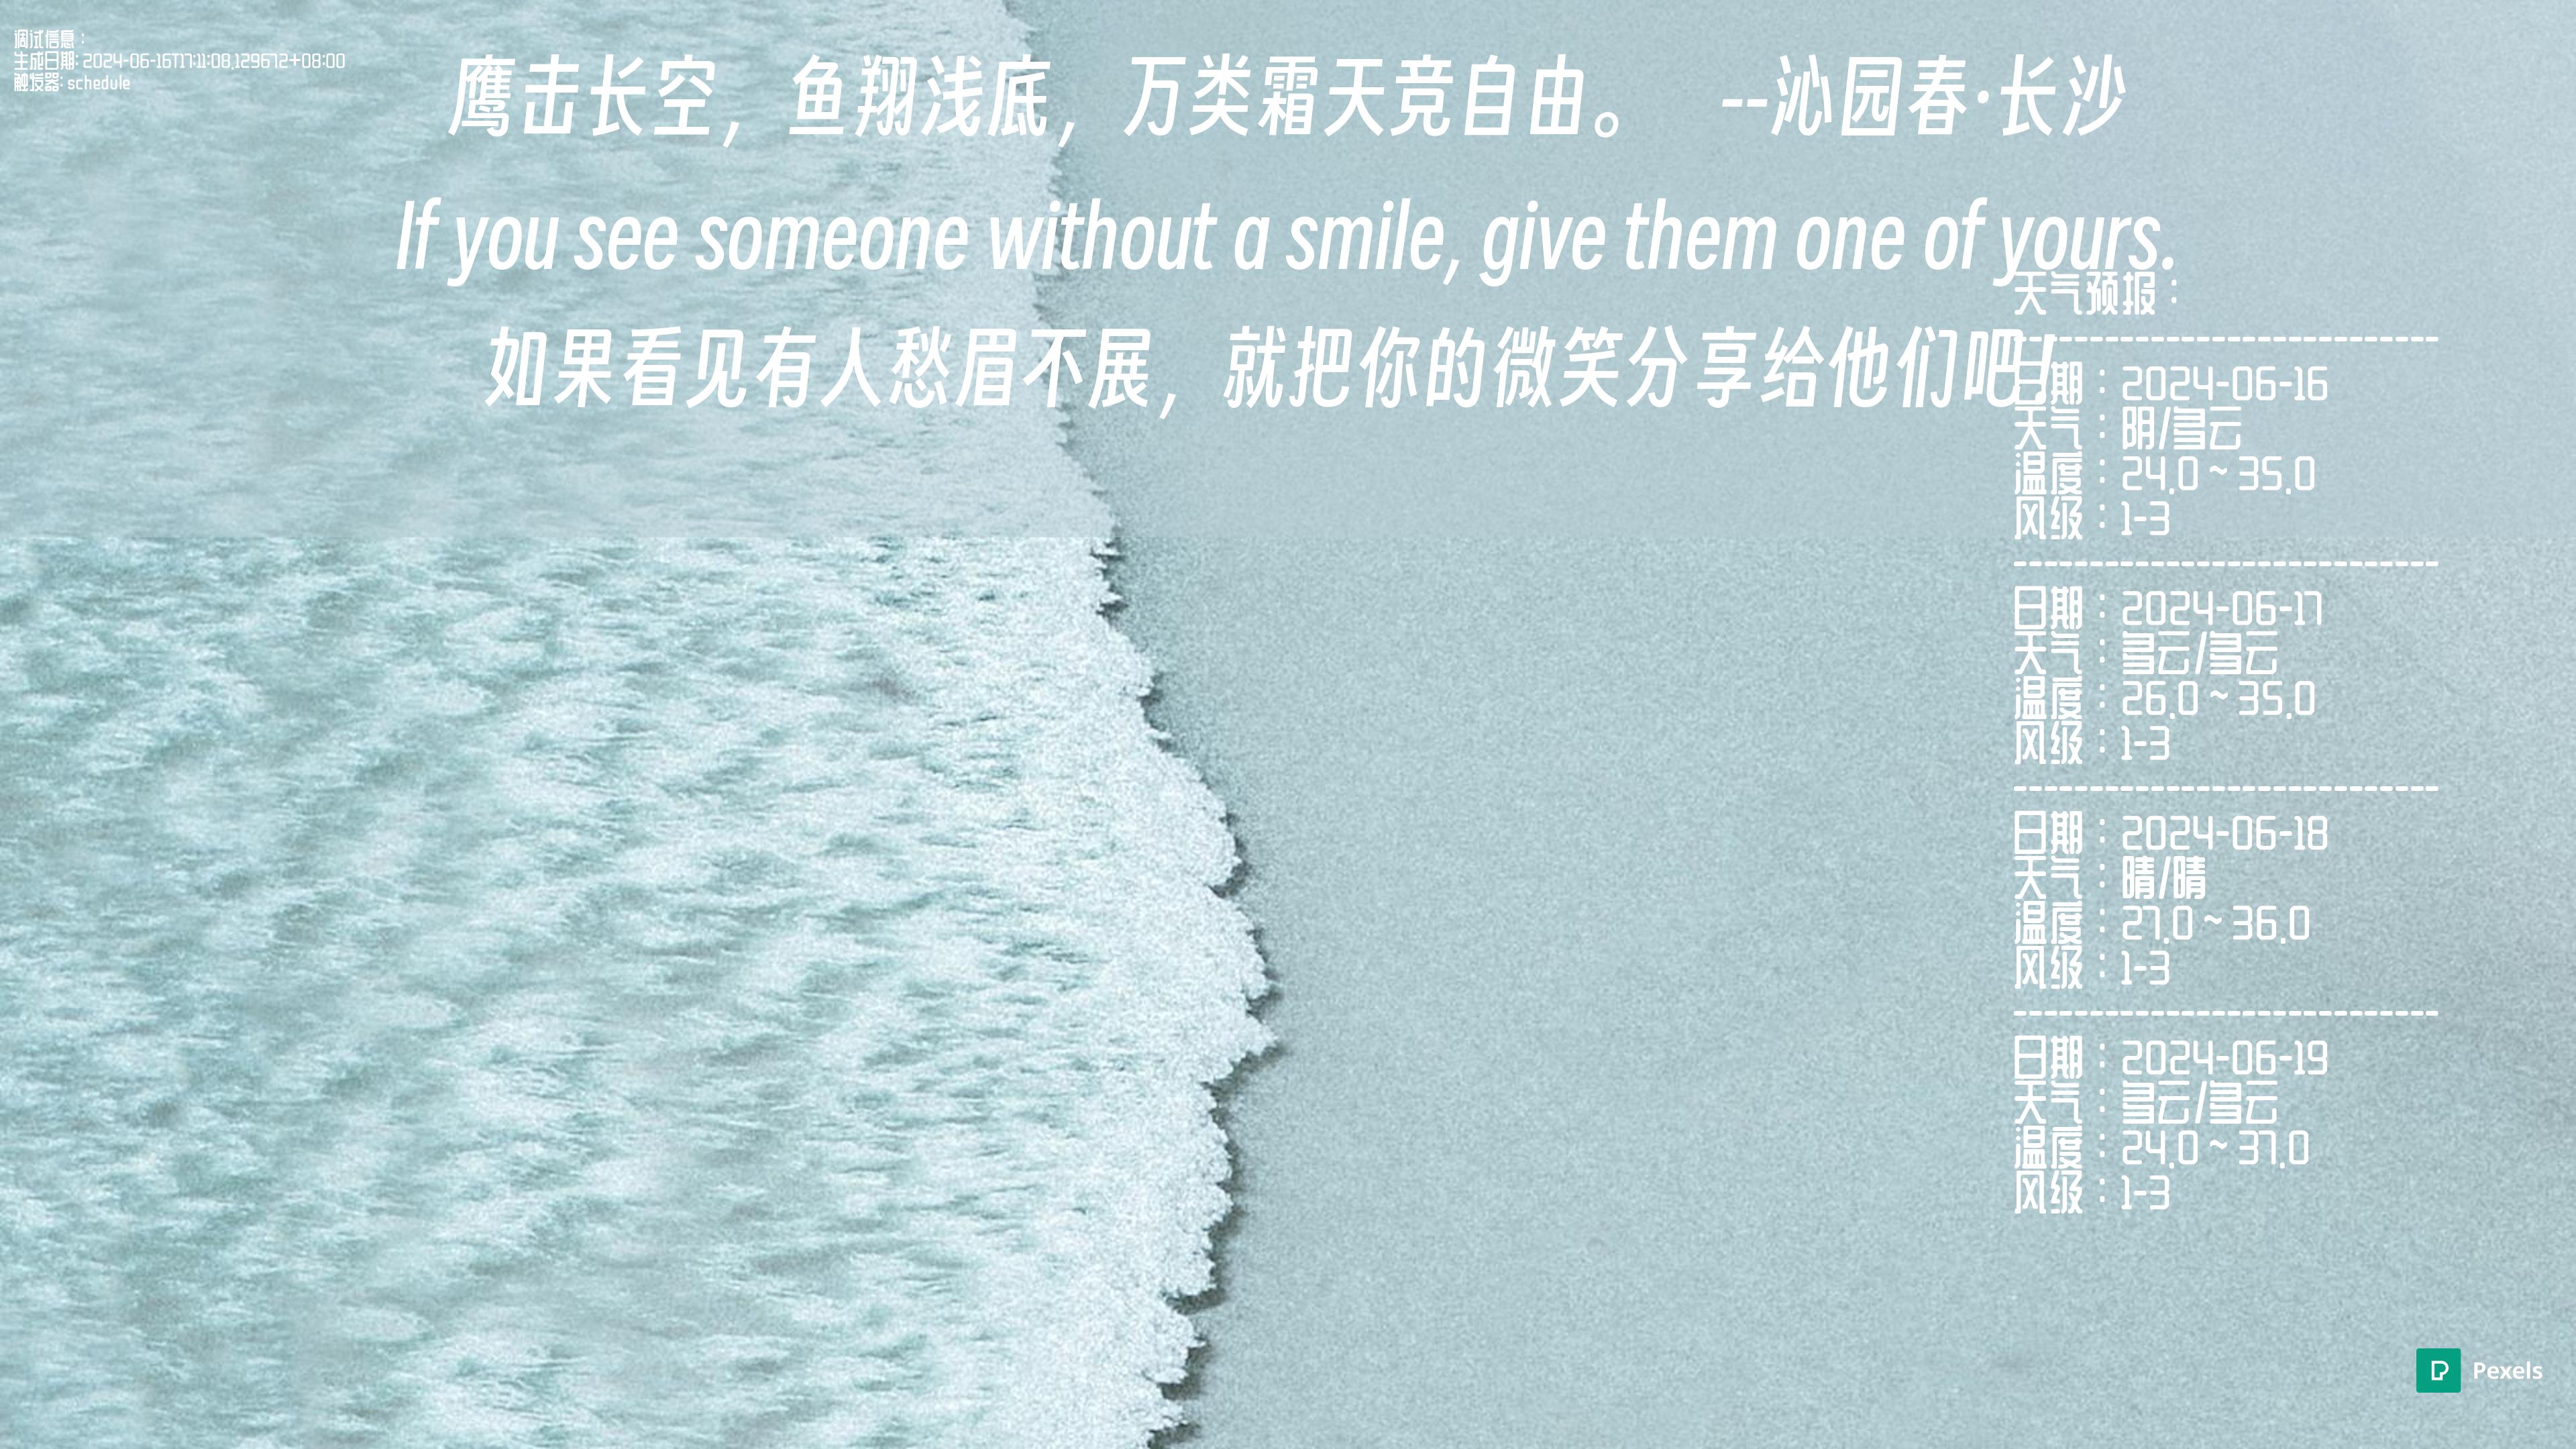 调试信息：
生成日期: 2024-06-16T17:11:08.129672+08:00
触发器: schedule
鹰击长空，鱼翔浅底，万类霜天竞自由。 --沁园春·长沙
If you see someone without a smile, give them one of yours.
如果看见有人愁眉不展，就把你的微笑分享给他们吧！
天气预报：
----------------------------
日期：2024-06-16
天气：阴/多云
温度：24.0 ~ 35.0
风级：1-3
----------------------------
日期：2024-06-17
天气：多云/多云
温度：26.0 ~ 35.0
风级：1-3
----------------------------
日期：2024-06-18
天气：晴/晴
温度：27.0 ~ 36.0
风级：1-3
----------------------------
日期：2024-06-19
天气：多云/多云
温度：24.0 ~ 37.0
风级：1-3
Pexels